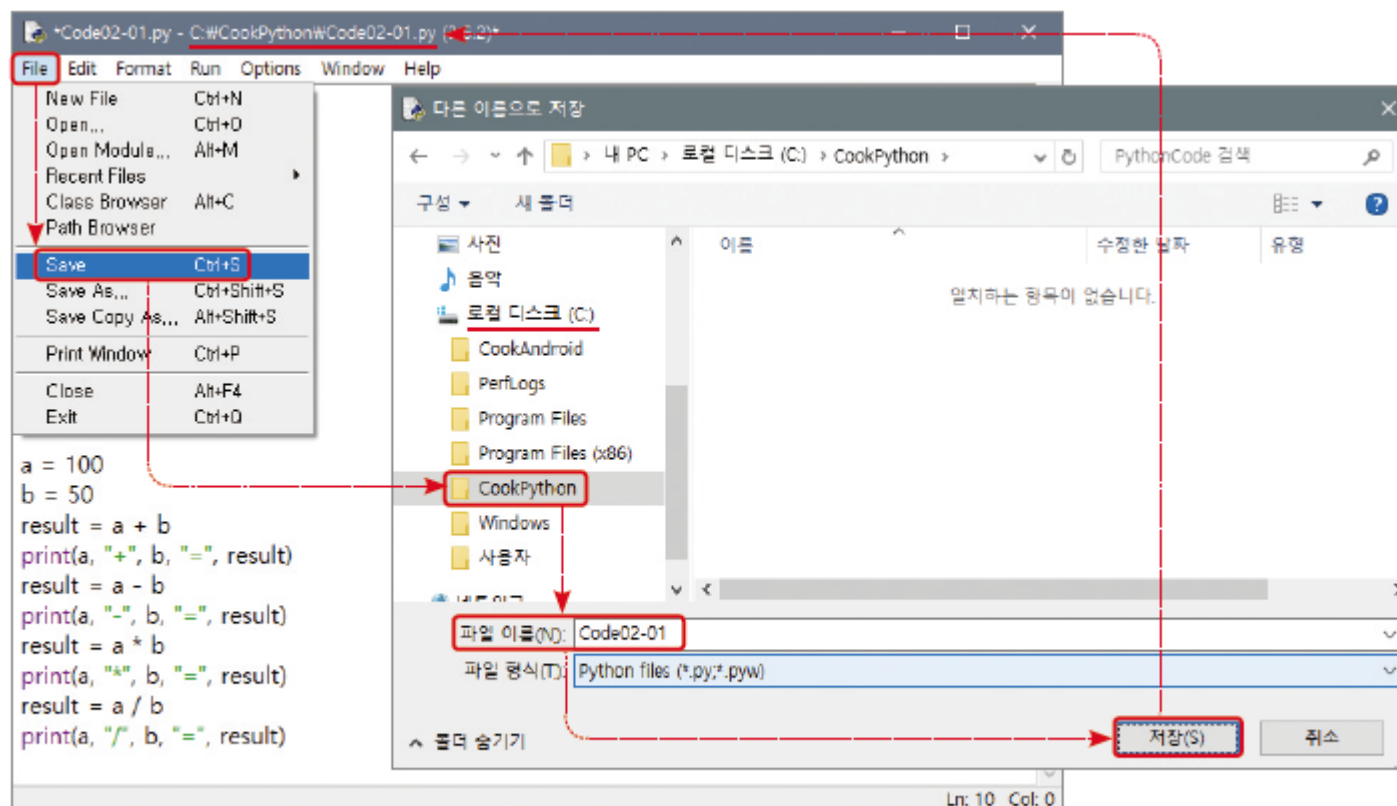 *Code02-01.py - C:₩CookPython₩Code02-01.py (3.6.2)*
File Edit Format Run Options Window Help
New File Ctrl+N
Open... Ctrl+O
Open Module... Alt+M
Recent Files
Class Browser Alt+C
Path Browser
Save Ctrl+S
Save As... Ctrl+Shift+S
Save Copy As... Alt+Shift+S
Print Window Ctrl+P
Close Alt+F4
Exit Ctrl+Q
a = 100
b = 50
result = a + b
print(a, "+", b, "=", result)
result = a - b
print(a, "-", b, "=", result)
result = a * b
print(a, "*", b, "=", result)
result = a / b
print(a, "/", b, "=", result)
다른 이름으로 저장
내 PC > 로컬 디스크 (C:) > CookPython >
PythonCode 검색
구성 새 폴더
사진
음악
로컬 디스크 (C:)
CookAndroid
PerfLogs
Program Files
Program Files (x86)
CookPython
Windows
사용자
이름 수정한 날짜 유형
일치하는 항목이 없습니다.
파일 이름(N): Code02-01
파일 형식(T): Python files (*.py;*.pyw)
폴더 숨기기
저장(S) 취소
Ln: 10 Col: 0